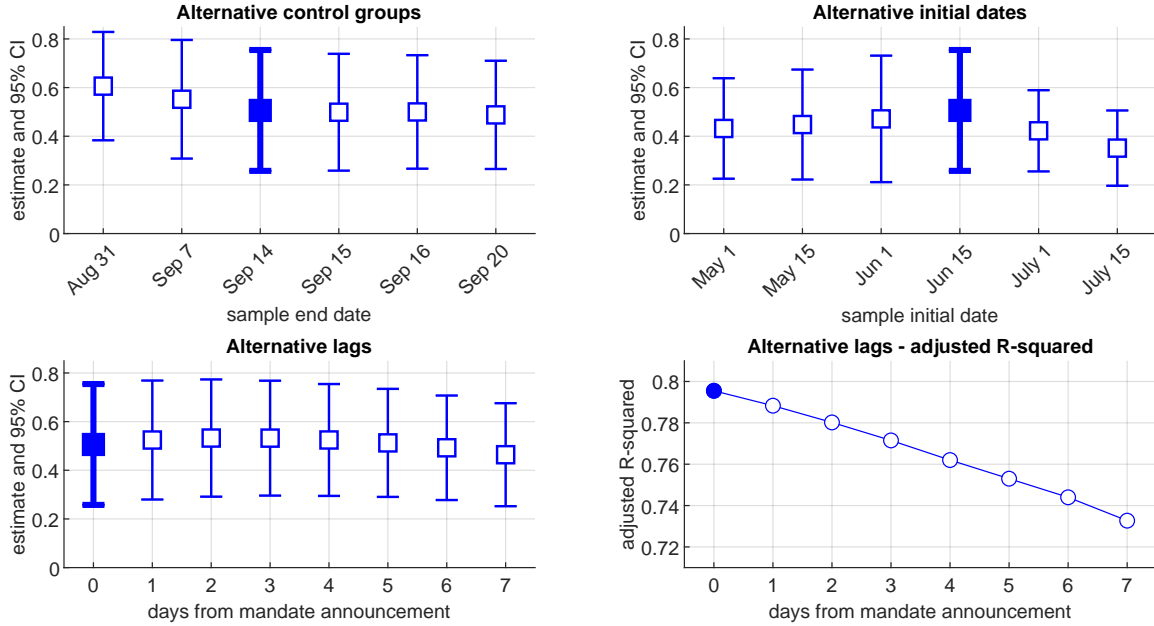 Alternative control groups
estimate and 95% CI
0.8
0.6
0.4
0.2
0
Aug 31
Sep 7
Sep 14
Sep 15
Sep 16
Sep 20
sample end date
Alternative initial dates
estimate and 95% CI
0.8
0.6
0.4
0.2
0
May 1
May 15
Jun 1
Jun 15
July 1
July 15
sample initial date
Alternative lags
estimate and 95% CI
0.8
0.6
0.4
0.2
0
0 1 2 3 4 5 6 7
days from mandate announcement
Alternative lags - adjusted R-squared
adjusted R-squared
0.8
0.78
0.76
0.74
0.72
0 1 2 3 4 5 6 7
days from mandate announcement